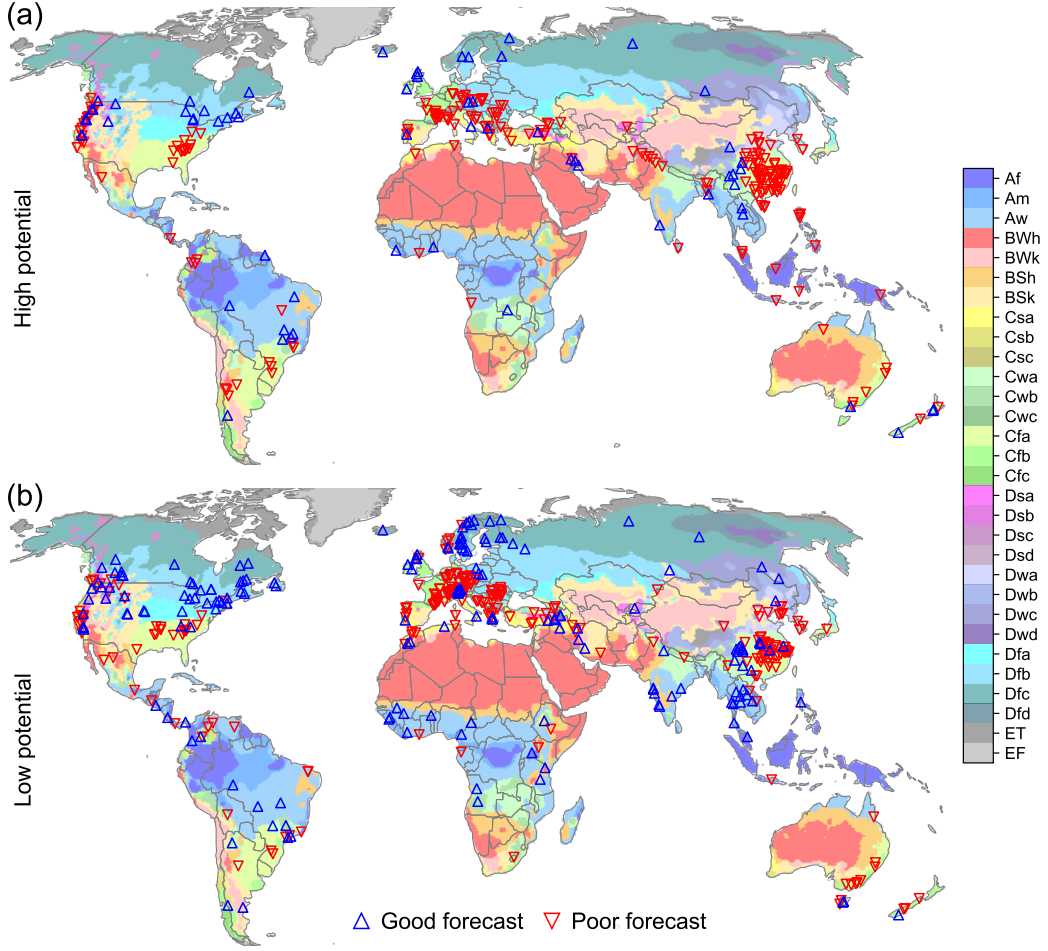 (a)
High potential
(b)
Low potential
Good forecast
Poor forecast
Af
Am
Aw
BWh
BWk
BSh
BSk
Csa
Csb
Csc
Cwa
Cwb
Cwc
Cfa
Cfb
Cfc
Dsa
Dsb
Dsc
Dsd
Dwa
Dwb
Dwc
Dwd
Dfa
Dfb
Dfc
Dfd
ET
EF